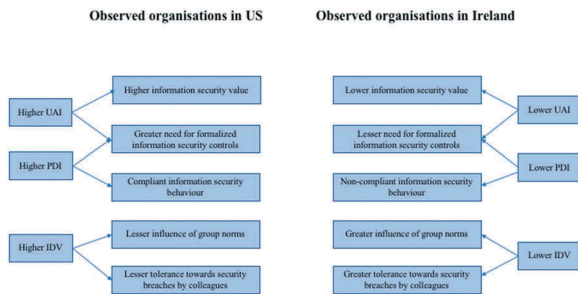 Observed organisations in US
Observed organisations in Ireland
Higher UAI
Higher PDI
Higher IDV
Higher information security value
Greater need for formalized
information security controls
Compliant information security
behaviour
Lesser influence of group norms
Lesser tolerance towards security
breaches by colleagues
Lower information security value
Lesser need for formalized
information security controls
Non-compliant information security
behaviour
Greater influence of group norms
Greater tolerance towards security
breaches by colleagues
Lower UAI
Lower PDI
Lower IDV